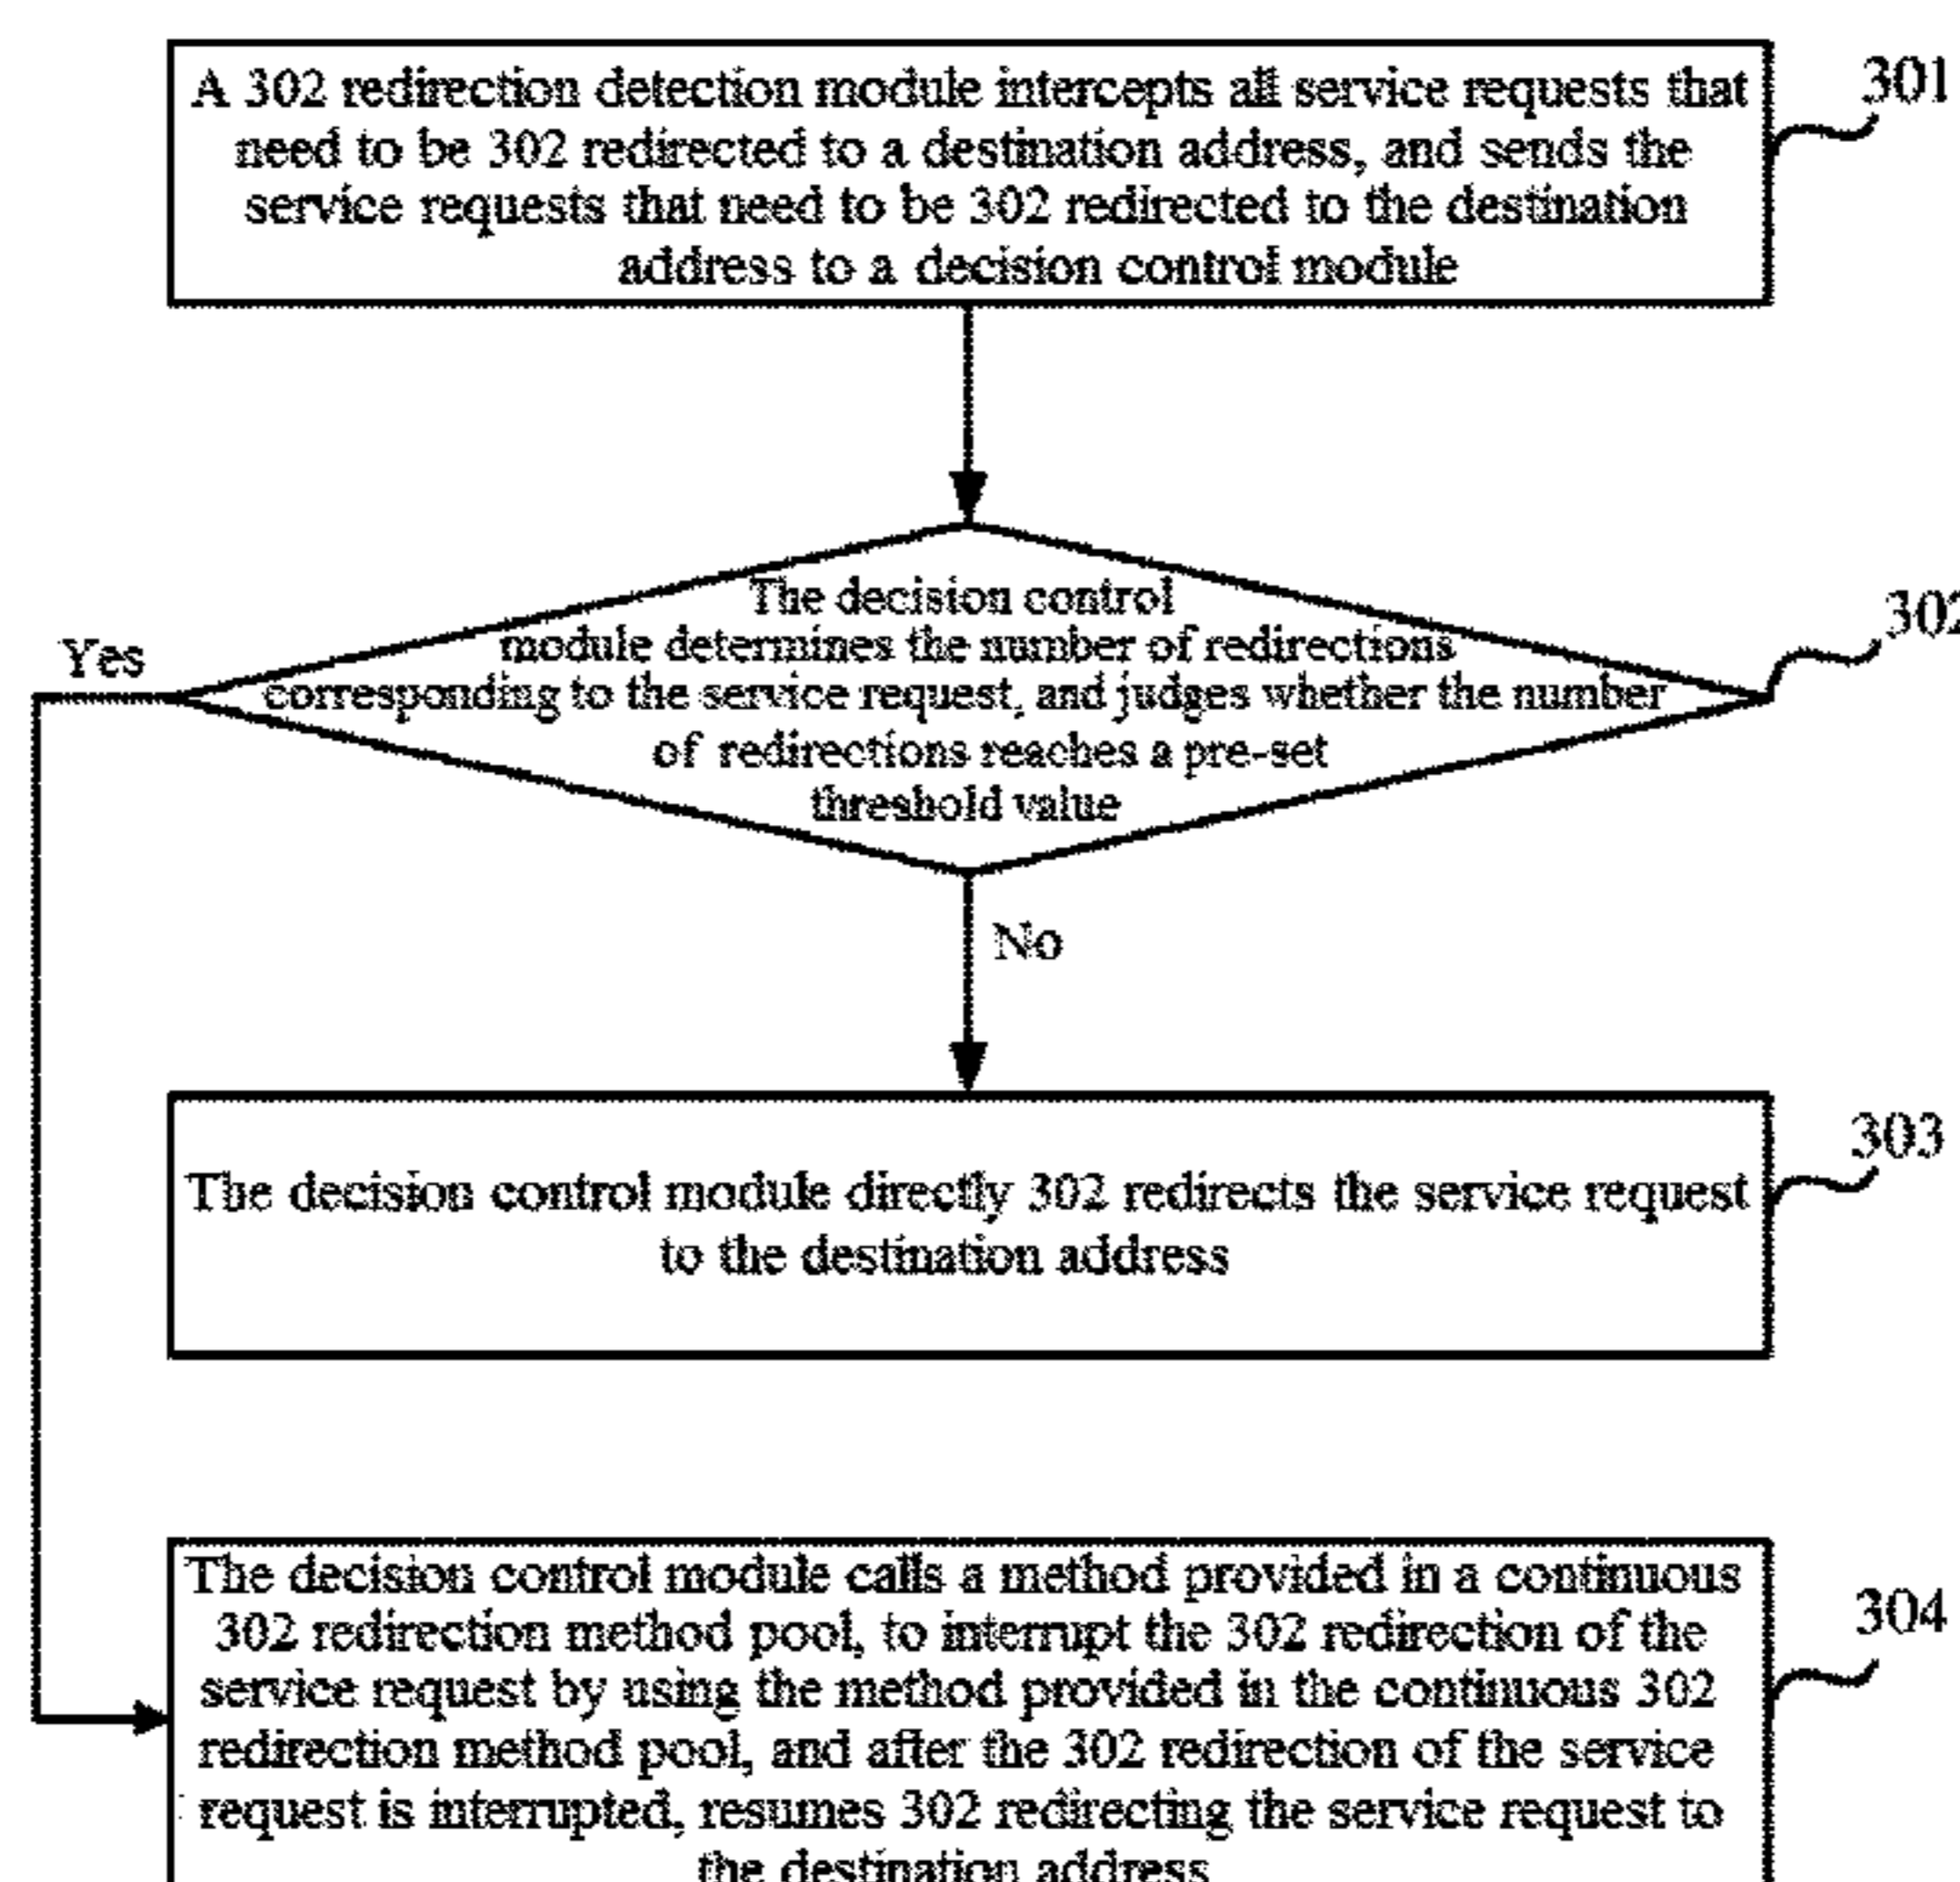 A 302 redirection detection module intercepts all service requests that
need to be 302 redirected to a destination address, and sends the
service requests that need to be 302 redirected to the destination
address to a decision control module
301
The decision control
module determines the number of redirections
corresponding to the service request, and judges whether the number
of redirections reaches a pre-set
threshold value
302
Yes
No
The decision control module directly 302 redirects the service request
to the destination address
303
The decision control module calls a method provided in a continuous
302 redirection method pool, to interrupt the 302 redirection of the
service request by using the method provided in the continuous 302
redirection method pool, and after the 302 redirection of the service
request is interrupted, resumes 302 redirecting the service request to
the destination address
304